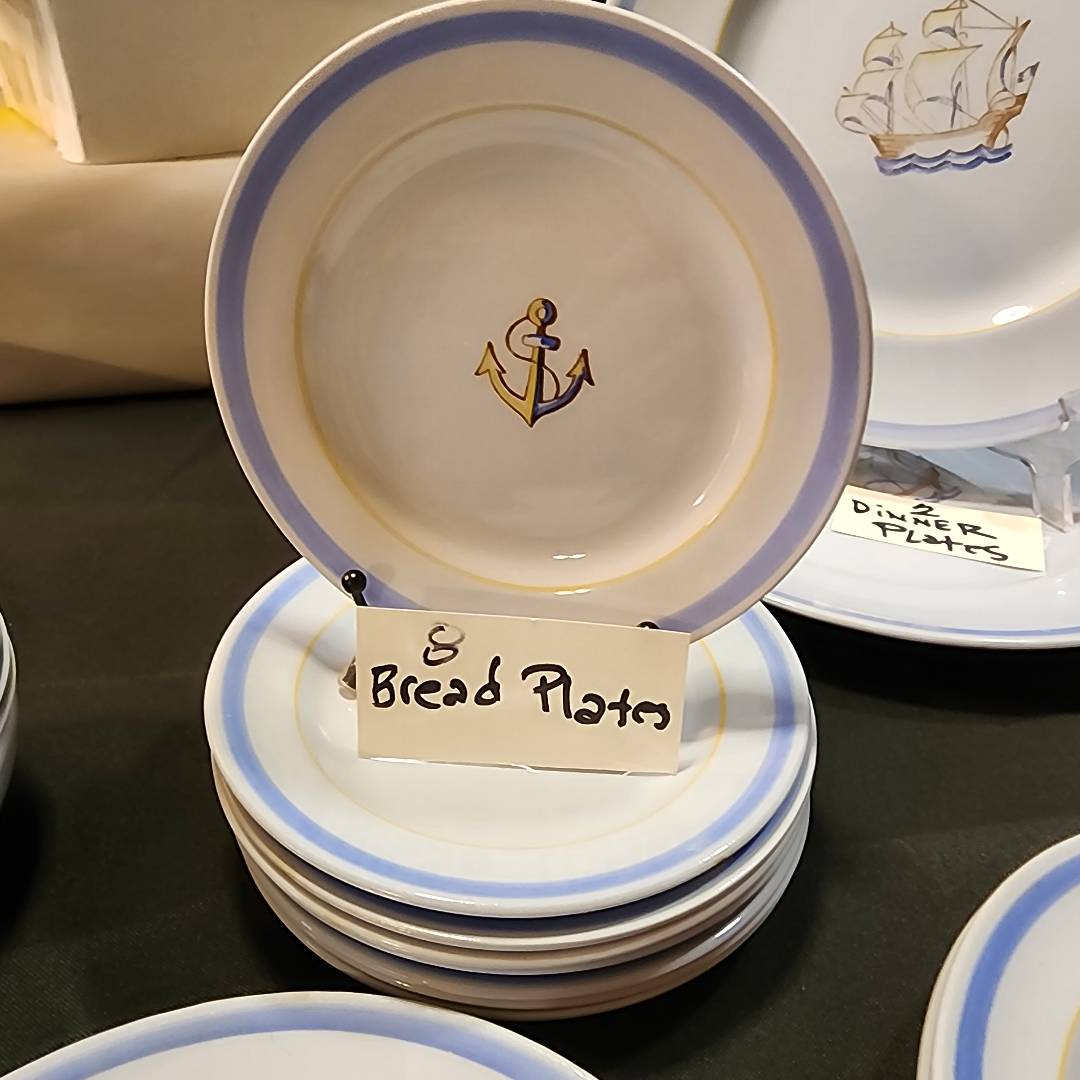 8
Bread Plates
2
DiNNER
Plates